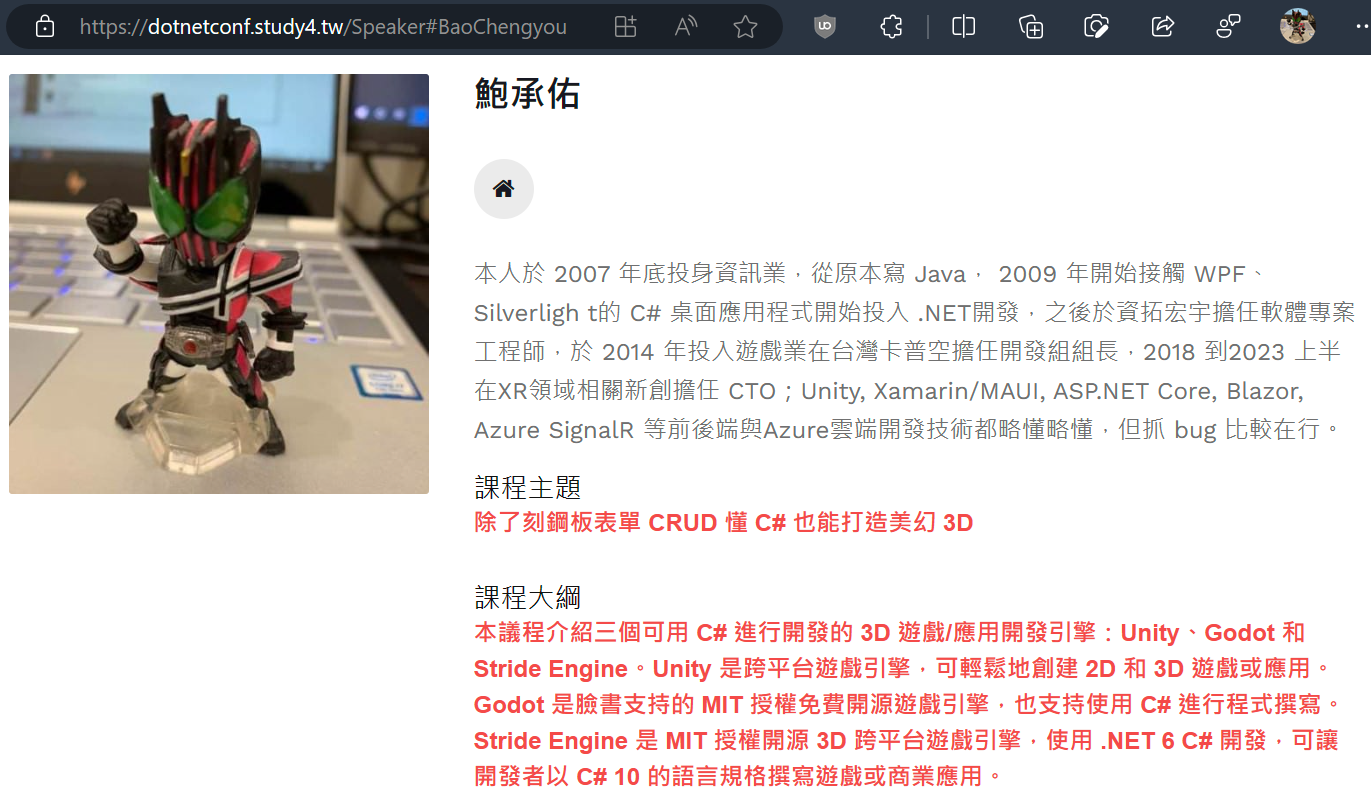 https://dotnetconf.study4.tw/Speaker#BaoChengyou
鮑承佑
本人於 2007 年底投身資訊業，從原本寫 Java， 2009 年開始接觸 WPF、
Silverligh t的 C# 桌面應用程式開始投入 .NET開發，之後於資拓宏宇擔任軟體專案
工程師，於 2014 年投入遊戲業在台灣卡普空擔任開發組組長，2018 到2023 上半
在XR領域相關新創擔任 CTO；Unity, Xamarin/MAUI, ASP.NET Core, Blazor,
Azure SignalR 等前後端與Azure雲端開發技術都略懂略懂，但抓 bug 比較在行。
課程主題
除了刻鋼板表單 CRUD 懂 C# 也能打造美幻 3D
課程大綱
本議程介紹三個可用 C# 進行開發的 3D 遊戲/應用開發引擎：Unity、Godot 和
Stride Engine。Unity 是跨平台遊戲引擎，可輕鬆地創建 2D 和 3D 遊戲或應用。
Godot 是臉書支持的 MIT 授權免費開源遊戲引擎，也支持使用 C# 進行程式撰寫。
Stride Engine 是 MIT 授權開源 3D 跨平台遊戲引擎，使用 .NET 6 C# 開發，可讓
開發者以 C# 10 的語言規格撰寫遊戲或商業應用。